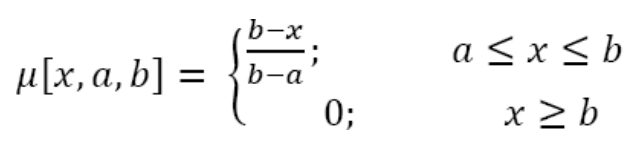 μ[x, a, b] = { b−x / b−a ; a ≤ x ≤ b
0; x ≥ b